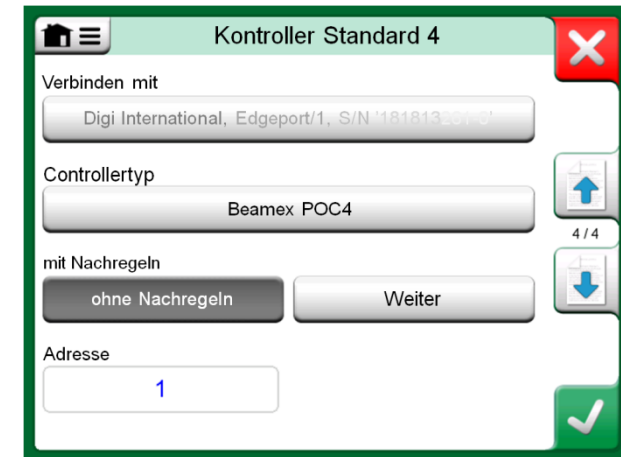 Kontroller Standard 4
Verbinden mit
Digi International, Edgeport/1, S/N
Controllertyp
Beamex POC4
4 / 4
mit Nachregeln
ohne Nachregeln Weiter
Adresse
1